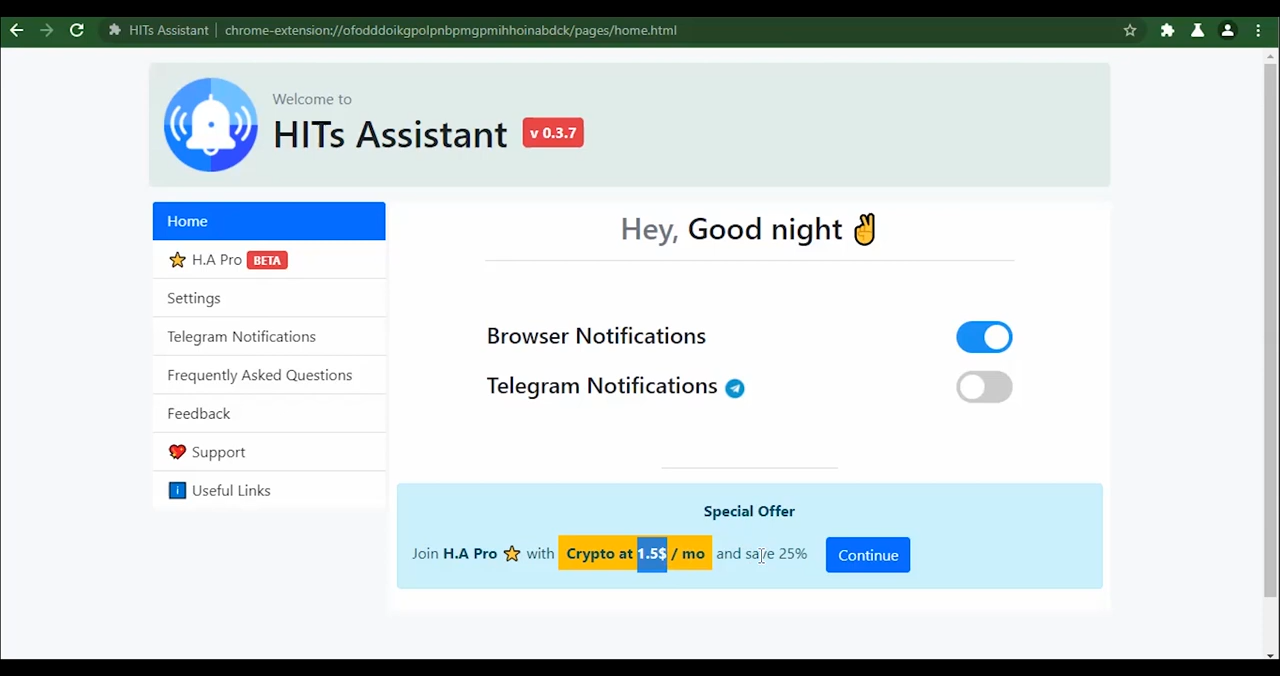 HITs Assistant chrome-extension://ofodddoikgpolpnbpmgpmihhoinabdck/pages/home.html
Welcome to
HITs Assistant v 0.3.7
Home
H.A Pro BETA
Settings
Telegram Notifications
Frequently Asked Questions
Feedback
Support
Useful Links
Hey, Good night
Browser Notifications
Telegram Notifications
Special Offer
Join H.A Pro with Crypto at 1.5$ / mo and save 25% Continue